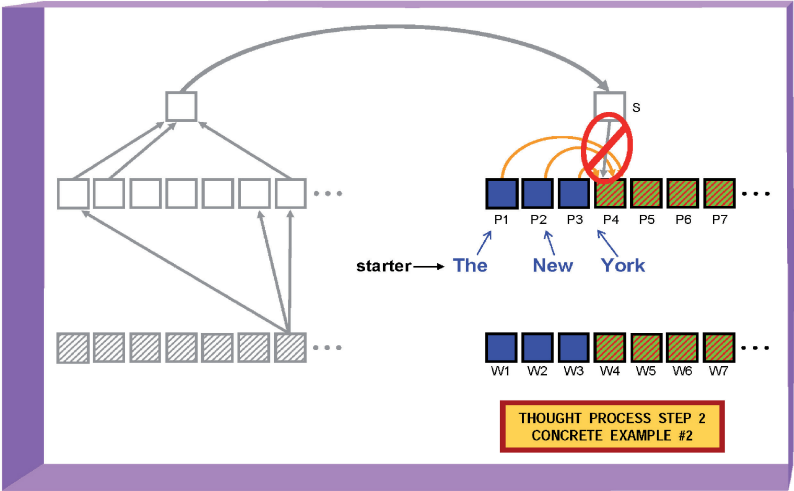 S
P1 P2 P3 P4 P5 P6 P7
starter The New York
W1 W2 W3 W4 W5 W6 W7
THOUGHT PROCESS STEP 2
CONCRETE EXAMPLE #2